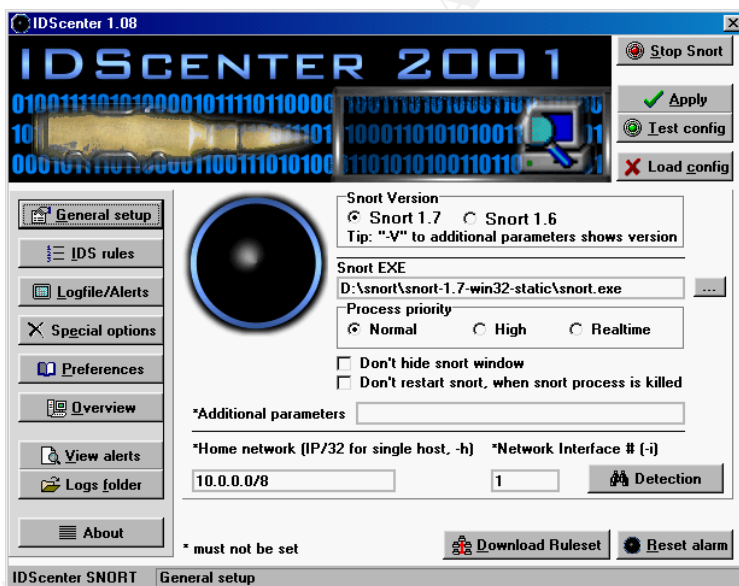 IDScenter 1.08
IDSCENTER 2001
Stop Snort
Apply
Test config
Load config
General setup
IDS rules
Logfile/Alerts
Special options
Preferences
Overview
View alerts
Logs folder
About
Snort Version
Snort 1.7 Snort 1.6
Tip: "-V" to additional parameters shows version
Snort EXE
D:\snort\snort-1.7-win32-static\snort.exe ...
Process priority
Normal High Realtime
Don't hide snort window
Don't restart snort, when snort process is killed
*Additional parameters
*Home network (IP/32 for single host, -h) *Network Interface # (-i)
10.0.0.0/8 1 Detection
* must not be set
Download Ruleset Reset alarm
IDScenter SNORT General setup